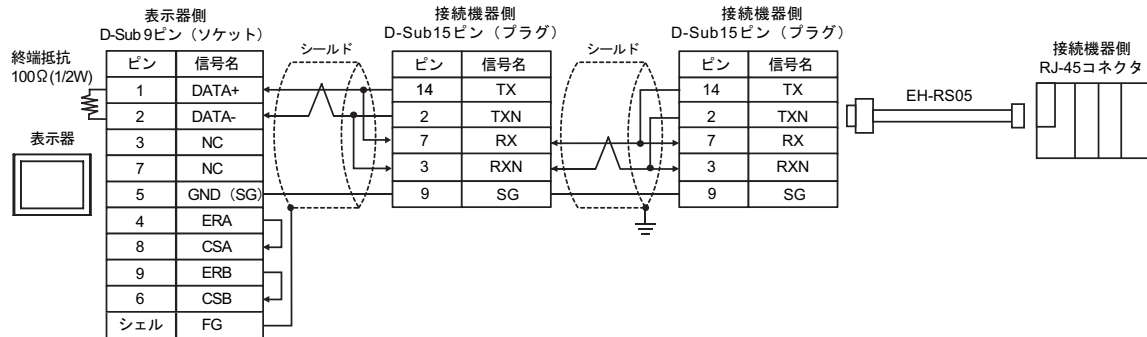 表示器側
D-Sub 9ピン（ソケット）
接続機器側
D-Sub15ピン（プラグ）
接続機器側
D-Sub15ピン（プラグ）
接続機器側
RJ-45コネクタ
終端抵抗
100Ω(1/2W)
表示器
シールド
シールド
EH-RS05
ピン 信号名
1 DATA+
2 DATA-
3 NC
7 NC
5 GND（SG）
4 ERA
8 CSA
9 ERB
6 CSB
シェル FG
ピン 信号名
14 TX
2 TXN
7 RX
3 RXN
9 SG
ピン 信号名
14 TX
2 TXN
7 RX
3 RXN
9 SG